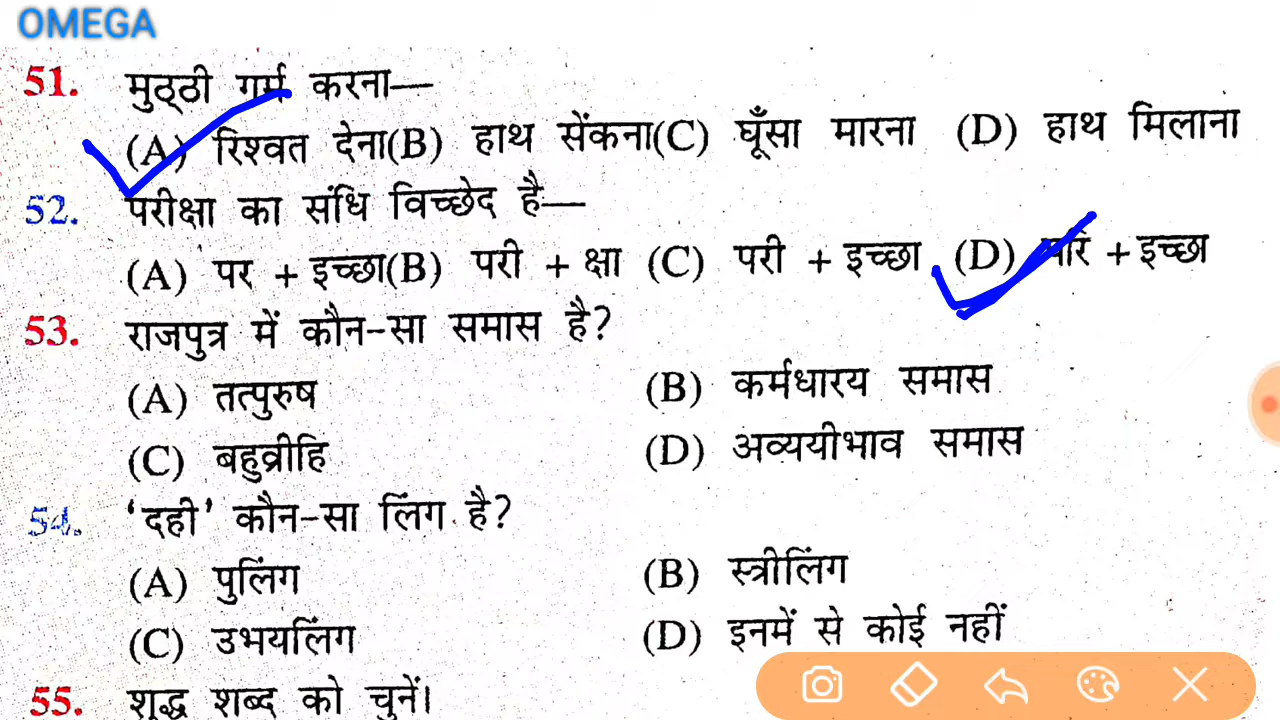 OMEGA
51. मुठ्ठी गर्म करना—
(A) रिश्वत देना(B) हाथ सेंकना(C) घूँसा मारना (D) हाथ मिलाना
52. परीक्षा का संधि विच्छेद है—
(A) पर + इच्छा(B) परी + क्षा (C) परी + इच्छा (D) परि + इच्छा
53. राजपुत्र में कौन-सा समास है?
(A) तत्पुरुष (B) कर्मधारय समास
(C) बहुव्रीहि (D) अव्ययीभाव समास
54. ‘दही’ कौन-सा लिंग है?
(A) पुलिंग (B) स्त्रीलिंग
(C) उभयलिंग (D) इनमें से कोई नहीं
55. शुद्ध शब्द को चुनें।